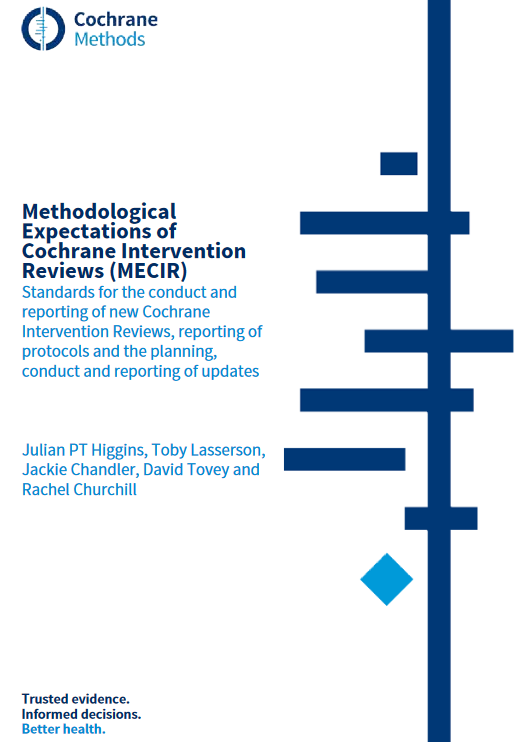 Cochrane
Methods
Methodological
Expectations of
Cochrane Intervention
Reviews (MECIR)
Standards for the conduct and
reporting of new Cochrane
Intervention Reviews, reporting of
protocols and the planning,
conduct and reporting of updates
Julian PT Higgins, Toby Lasserson,
Jackie Chandler, David Tovey and
Rachel Churchill
Trusted evidence.
Informed decisions.
Better health.